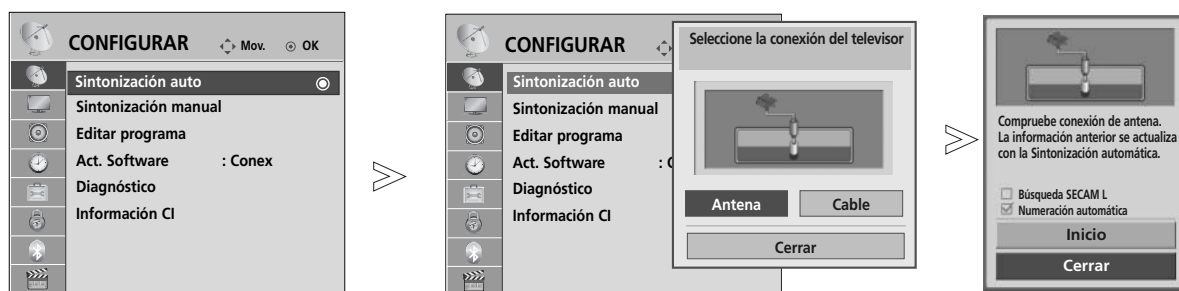 CONFIGURAR Mov. OK
Sintonización auto
Sintonización manual
Editar programa
Act. Software : Conex
Diagnóstico
Información CI
CONFIGURAR
Sintonización auto
Sintonización manual
Editar programa
Act. Software :
Diagnóstico
Información CI
Seleccione la conexión del televisor
Antena Cable
Cerrar
Compruebe conexión de antena.
La información anterior se actualiza
con la Sintonización automática.
Búsqueda SECAM L
Numeración automática
Inicio
Cerrar